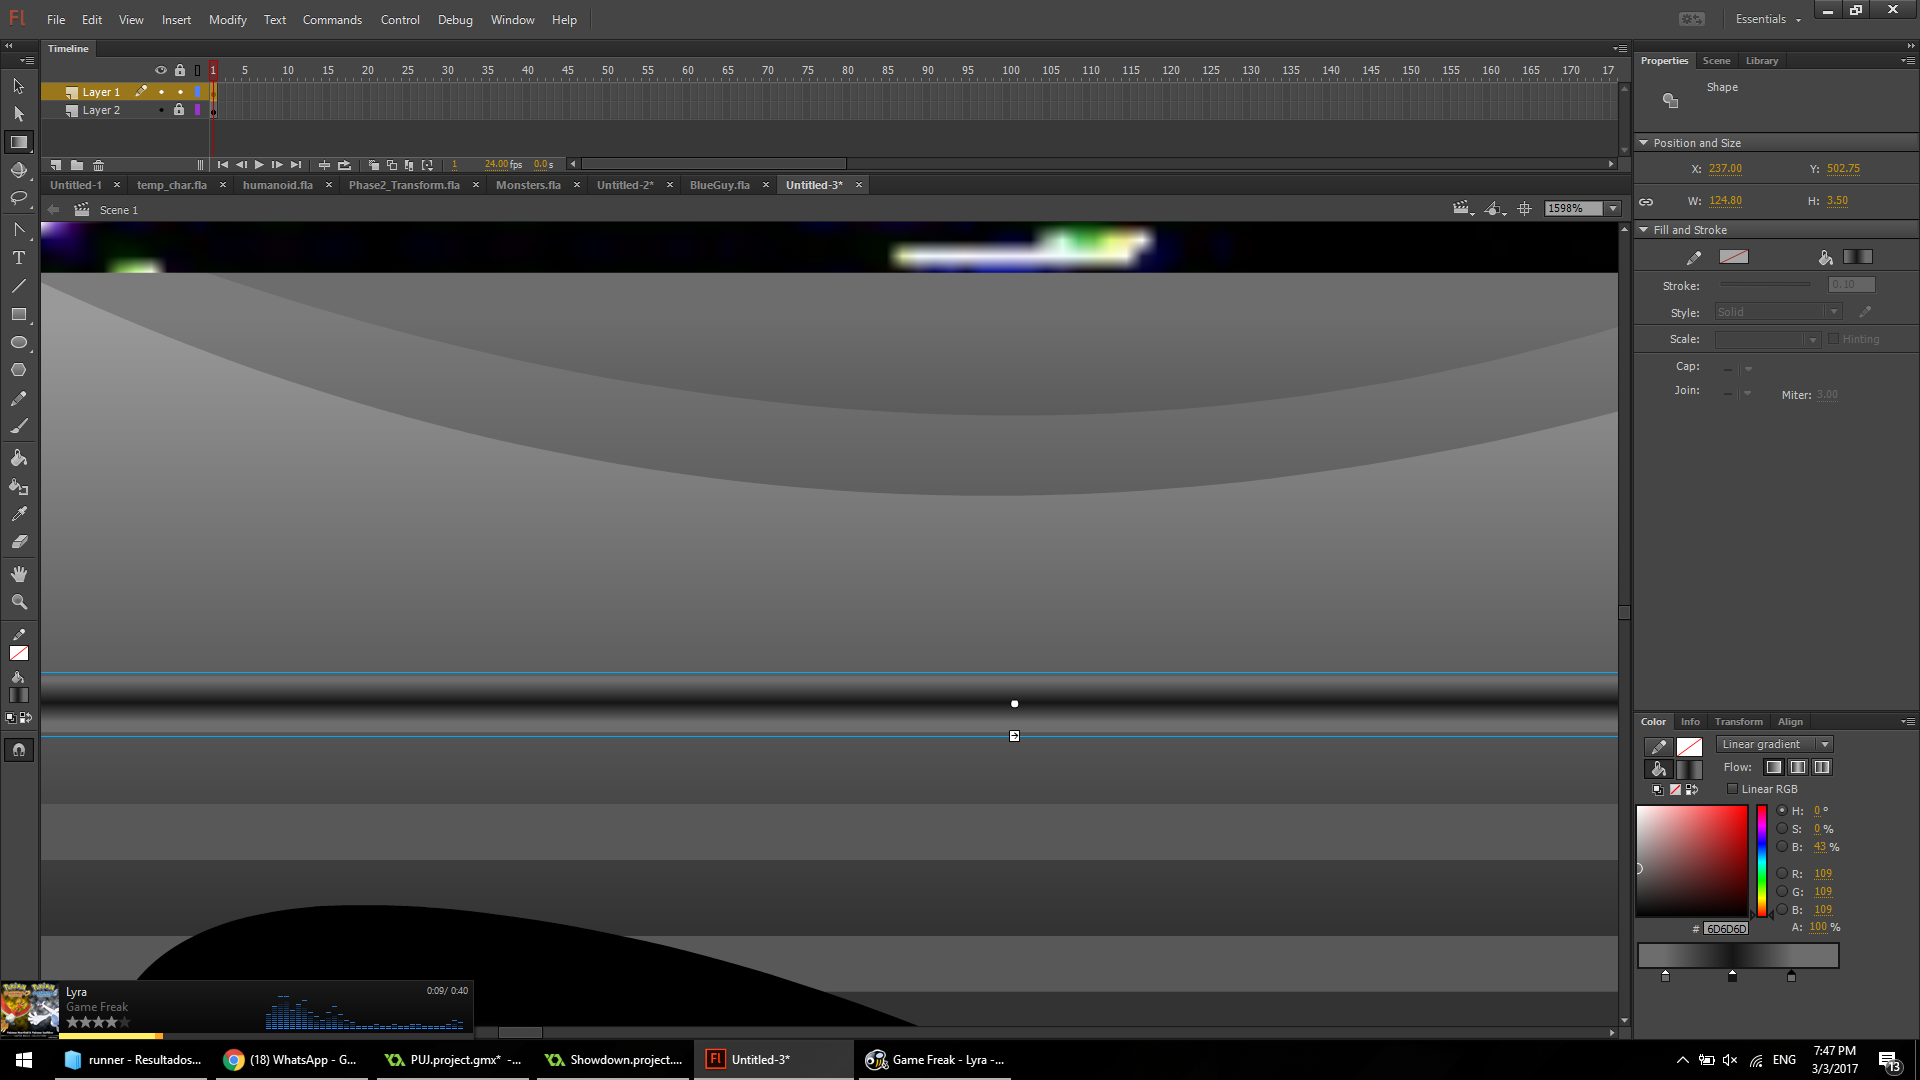 Fl File Edit View Insert Modify Text Commands Control Debug Window Help Essentials
Timeline
1 5 10 15 20 25 30 35 40 45 50 55 60 65 70 75 80 85 90 95 100 105 110 115 120 125 130 135 140 145 150 155 160 165 170 17
Layer 1
Layer 2
1 24.00 fps 0.0 s
Untitled-1 × temp_char.fla × humanoid.fla × Phase2_Transform.fla × Monsters.fla × Untitled-2* × BlueGuy.fla × Untitled-3* ×
Scene 1 1598%
Properties Scene Library
Shape
Position and Size
X: 237.00 Y: 502.75
W: 124.80 H: 3.50
Fill and Stroke
Stroke: 0.10
Style: Solid
Scale: Hinting
Cap: –
Join: – Miter: 3.00
Color Info Transform Align
Linear gradient
Flow:
Linear RGB
H: 0 °
S: 0 %
B: 43 %
R: 109
G: 109
B: 109
# 6D6D6D A: 100 %
Lyra 0:09/ 0:40
Game Freak
runner - Resultados... (18) WhatsApp - G... PUJ.project.gmx* -... Showdown.project.... Fl Untitled-3* Game Freak - Lyra -... ENG 7:47 PM
3/3/2017 13